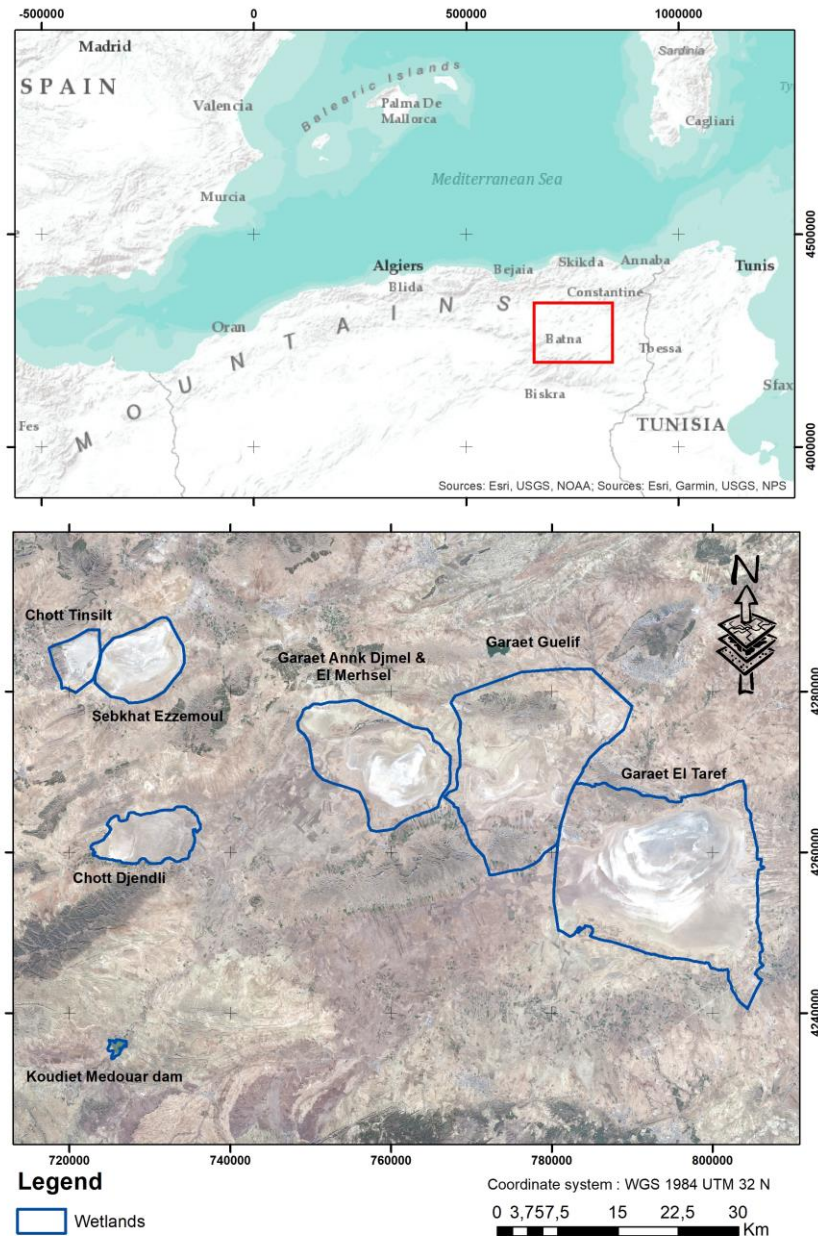 -500000 0 500000 1000000
Madrid
SPAIN
Valencia
Murcia
Balearic Islands
Palma De
Mallorca
Sardinia
Ty
Cagliari
Mediterranean Sea
4500000
Algiers
Blida
Bejaia
Skikda
Annaba
Tunis
Constantine
Oran
MOUNTAINS
Batna
Tbessa
Biskra
Sfax
Fes
TUNISIA
4000000
Sources: Esri, USGS, NOAA; Sources: Esri, Garmin, USGS, NPS
N
Chott Tinsilt
Sebkhat Ezzemoul
Garaet Annk Djmel &
El Merhsel
Garaet Guelif
4280000
Garaet El Taref
Chott Djendli
4260000
4240000
Koudiet Medouar dam
720000 740000 760000 780000 800000
Legend
Wetlands
Coordinate system : WGS 1984 UTM 32 N
0 3,757,5 15 22,5 30
Km